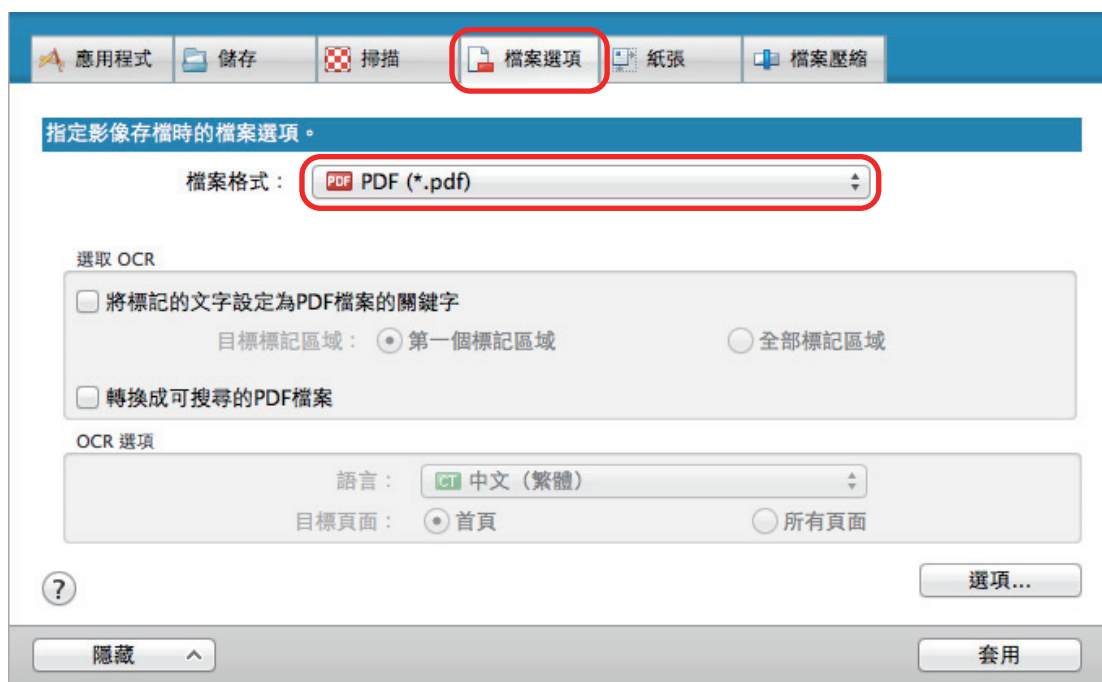 應用程式 儲存 掃描 檔案選項 紙張 檔案壓縮
指定影像存檔時的檔案選項。
檔案格式： PDF PDF (*.pdf)
選取 OCR
將標記的文字設定為PDF檔案的關鍵字
目標標記區域： 第一個標記區域 全部標記區域
轉換成可搜尋的PDF檔案
OCR 選項
語言： CT 中文（繁體）
目標頁面： 首頁 所有頁面
? 選項...
隱藏 套用